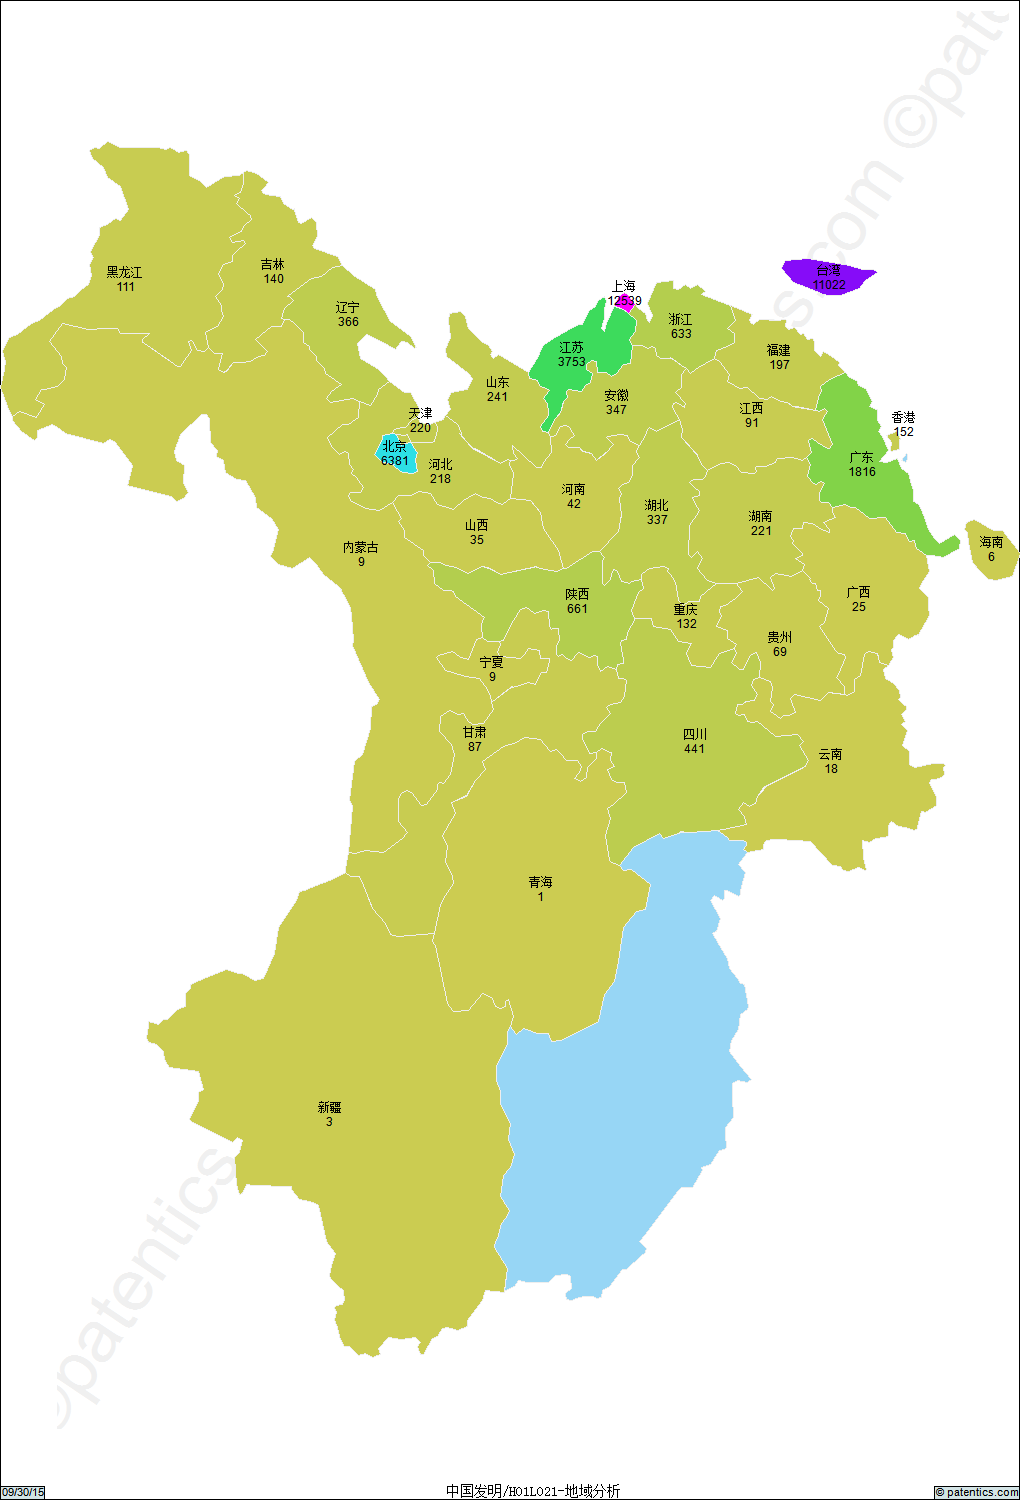 ©patentics.com ©patentics
黑龙江
111
吉林
140
辽宁
366
台湾
11022
上海
12539
浙江
633
江苏
3753
福建
197
山东
241
安徽
347
江西
91
天津
220
香港
152
北京
6381
河北
218
广东
1816
河南
42
湖北
337
湖南
221
山西
35
内蒙古
9
海南
6
陕西
661
重庆
132
广西
25
贵州
69
宁夏
9
甘肃
87
四川
441
云南
18
青海
1
新疆
3
09/30/15
中国发明/H01L021-地域分析
© patentics.com